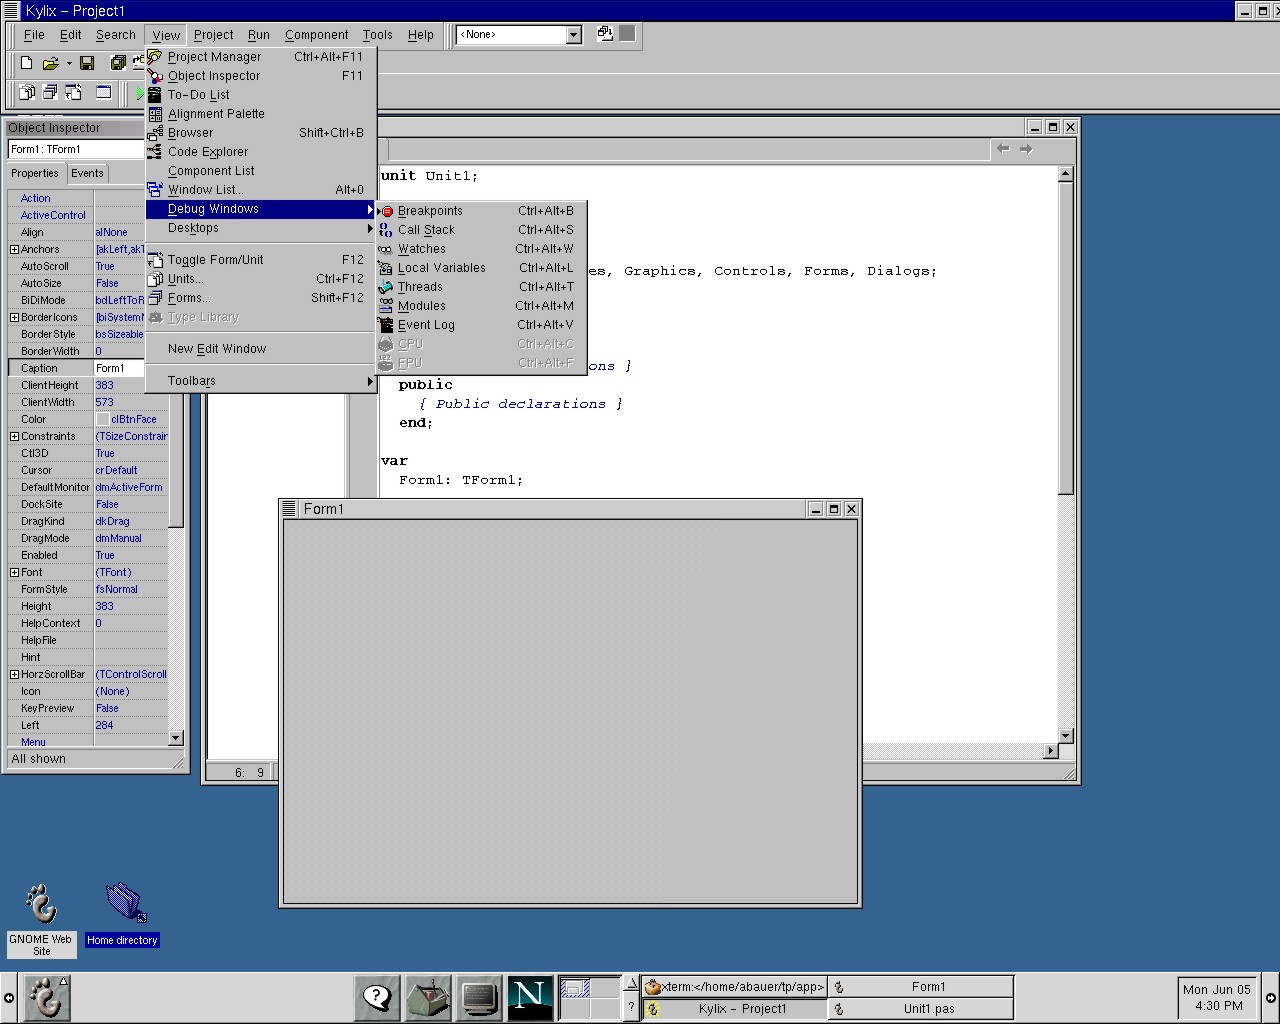 Kylix - Project1
File Edit Search View Project Run Component Tools Help <None>
Project Manager Ctrl+Alt+F11
Object Inspector F11
To-Do List
Alignment Palette
Browser Shift+Ctrl+B
Code Explorer
Component List
Window List... Alt+0
Debug Windows
Desktops
Toggle Form/Unit F12
Units... Ctrl+F12
Forms... Shift+F12
Type Library
New Edit Window
Toolbars
Breakpoints Ctrl+Alt+B
Call Stack Ctrl+Alt+S
Watches Ctrl+Alt+W
Local Variables Ctrl+Alt+L
Threads Ctrl+Alt+T
Modules Ctrl+Alt+M
Event Log Ctrl+Alt+V
CPU Ctrl+Alt+C
FPU Ctrl+Alt+F
Object Inspector
Form1: TForm1
Properties Events
Action
ActiveControl
Align alNone
Anchors [akLeft,akT
AutoScroll True
AutoSize False
BiDiMode bdLeftToR
BorderIcons [biSystemM
BorderStyle bsSizeable
BorderWidth 0
Caption Form1
ClientHeight 383
ClientWidth 573
Color clBtnFace
Constraints (TSizeConstrain
Ctl3D True
Cursor crDefault
DefaultMonitor dmActiveForm
DockSite False
DragKind dkDrag
DragMode dmManual
Enabled True
Font (TFont)
FormStyle fsNormal
Height 383
HelpContext 0
HelpFile
Hint
HorzScrollBar (TControlScroll
Icon (None)
KeyPreview False
Left 284
Menu
All shown
unit Unit1;
es, Graphics, Controls, Forms, Dialogs;
ons }
public
{ Public declarations }
end;
var
Form1: TForm1;
6: 9
Form1
GNOME Web
Site
Home directory
?
N
?
xterm:</home/abauer/tp/app>
Form1
Kylix - Project1
Unit1.pas
Mon Jun 05
4:30 PM